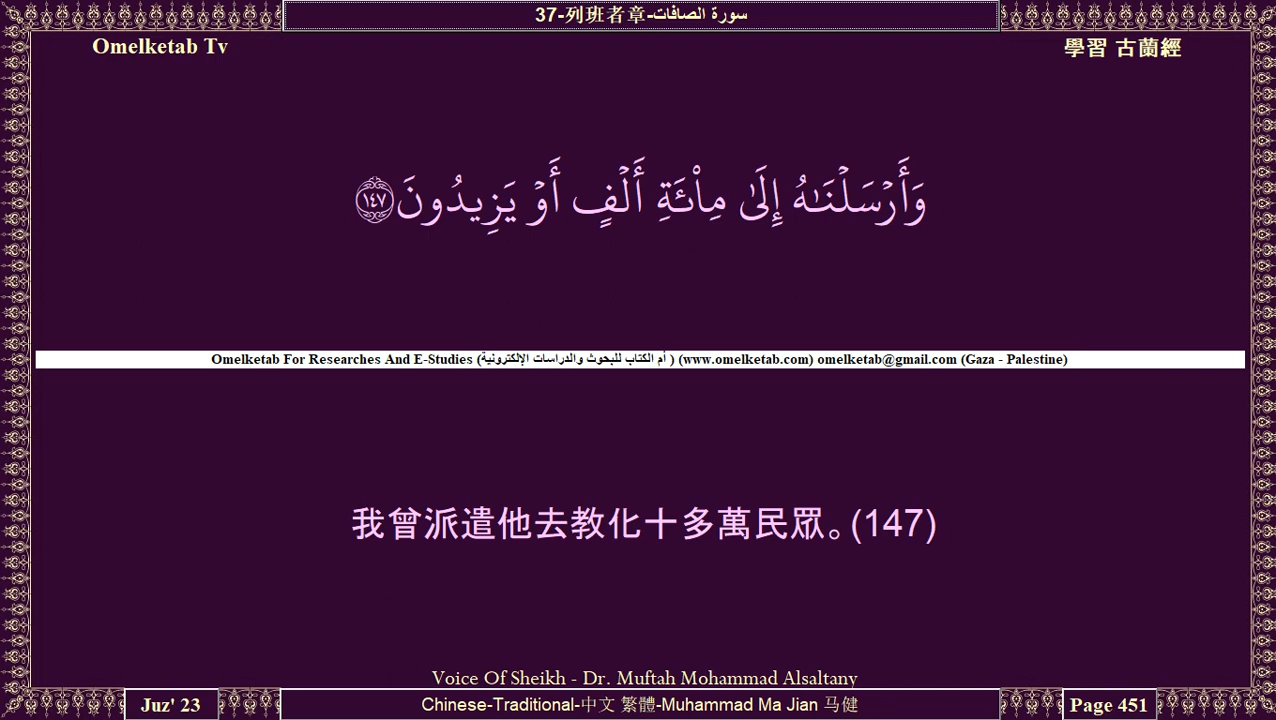 37-列班者章-سورة الصافات
Omelketab Tv
學習 古蘭經
وَأَرۡسَلۡنَٰهُ إِلَىٰ مِاْئَةِ أَلۡفٍ أَوۡ يَزِيدُونَ ١٤٧
Omelketab For Researches And E-Studies (أم الكتاب للبحوث والدراسات الإلكترونية ) (www.omelketab.com) omelketab@gmail.com (Gaza - Palestine)
我曾派遣他去教化十多萬民眾。(147)
Voice Of Sheikh - Dr. Muftah Mohammad Alsaltany
Juz' 23
Chinese-Traditional-中文 繁體-Muhammad Ma Jian 马健
Page 451